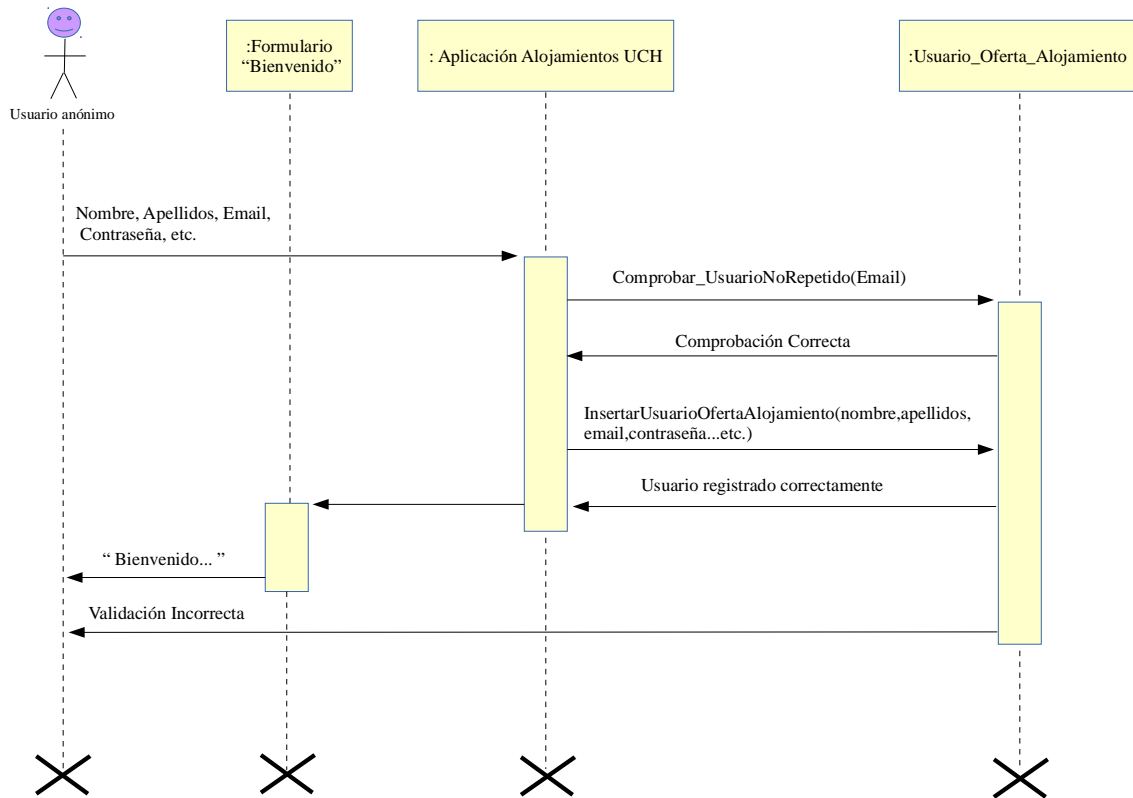 :Formulario
“Bienvenido”
: Aplicación Alojamientos UCH
:Usuario_Oferta_Alojamiento
Usuario anónimo
Nombre, Apellidos, Email,
Contraseña, etc.
Comprobar_UsuarioNoRepetido(Email)
Comprobación Correcta
InsertarUsuarioOfertaAlojamiento(nombre,apellidos,
email,contraseña...etc.)
Usuario registrado correctamente
“ Bienvenido... ”
Validación Incorrecta